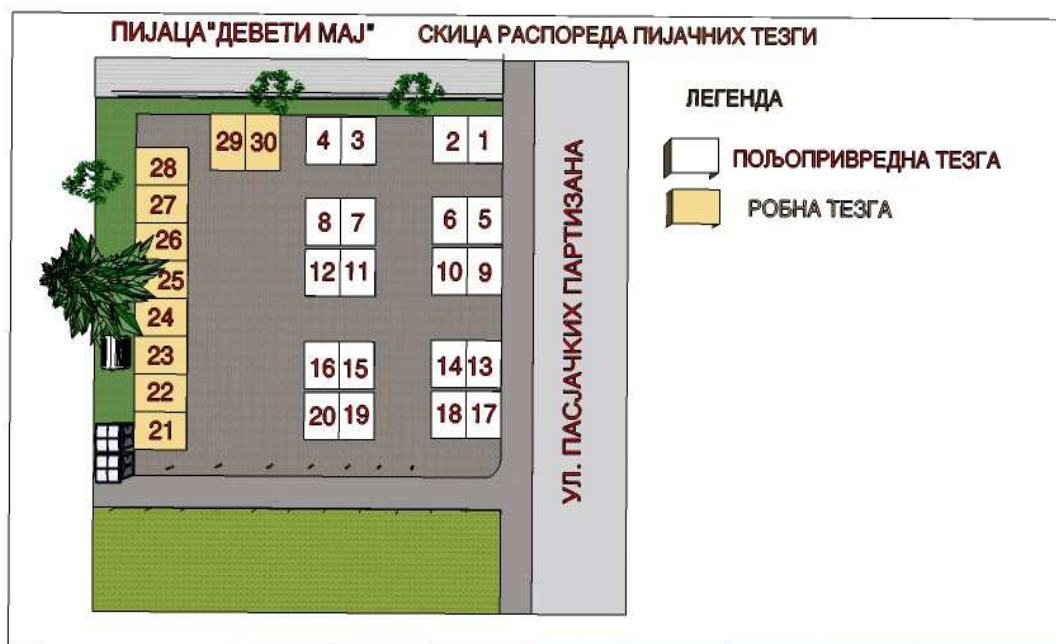 ПИЈАЦА"ДЕВЕТИ МАЈ" СКИЦА РАСПОРЕДА ПИЈАЧНИХ ТЕЗГИ
ЛЕГЕНДА
ПОЉОПРИВРЕДНА ТЕЗГА
РОБНА ТЕЗГА
29 30 4 3 2 1
28
27 8 7 6 5
26
25 12 11 10 9
24
23 16 15 14 13
22
21 20 19 18 17
УЛ. ПАСЈАЧКИХ ПАРТИЗАНА